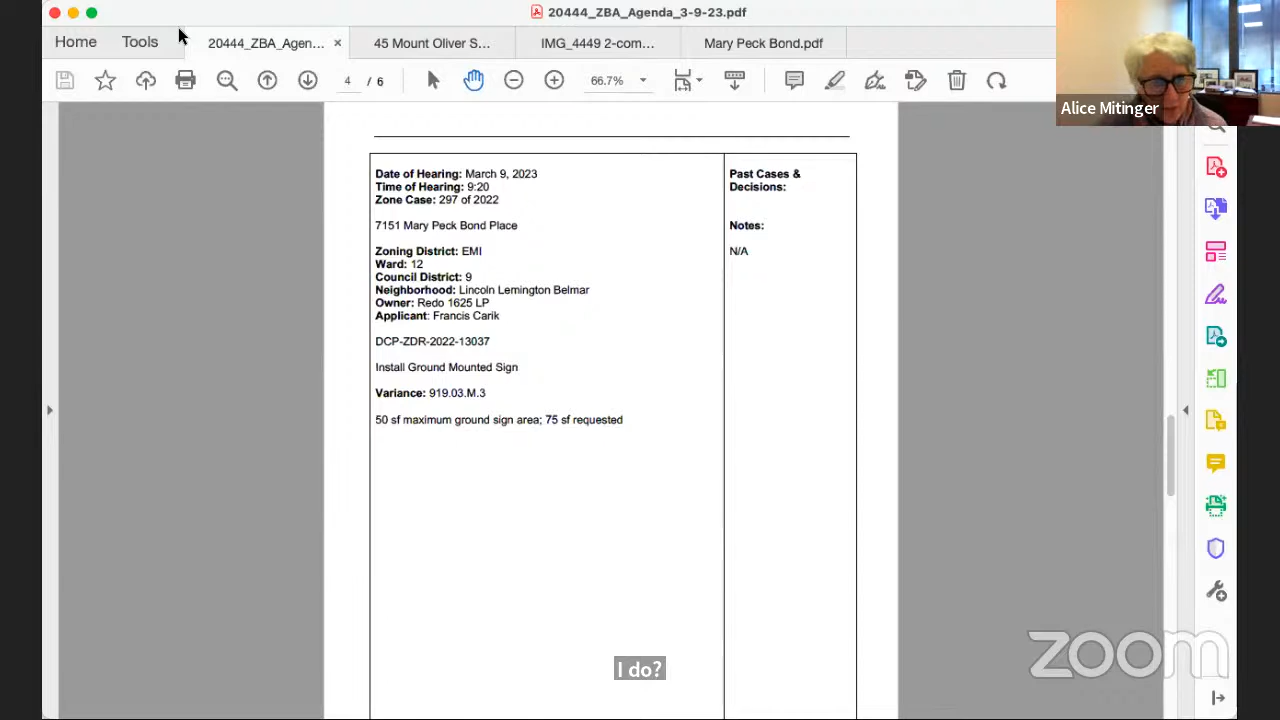 20444_ZBA_Agenda_3-9-23.pdf
Home
Tools
20444_ZBA_Agen...
45 Mount Oliver S...
IMG_4449 2-com...
Mary Peck Bond.pdf
4 / 6
66.7%
Alice Mitinger
Date of Hearing: March 9, 2023
Time of Hearing: 9:20
Zone Case: 297 of 2022
7151 Mary Peck Bond Place
Zoning District: EMI
Ward: 12
Council District: 9
Neighborhood: Lincoln Lemington Belmar
Owner: Redo 1625 LP
Applicant: Francis Carik
DCP-ZDR-2022-13037
Install Ground Mounted Sign
Variance: 919.03.M.3
50 sf maximum ground sign area; 75 sf requested
Past Cases &
Decisions:
Notes:
N/A
I do?
zoom